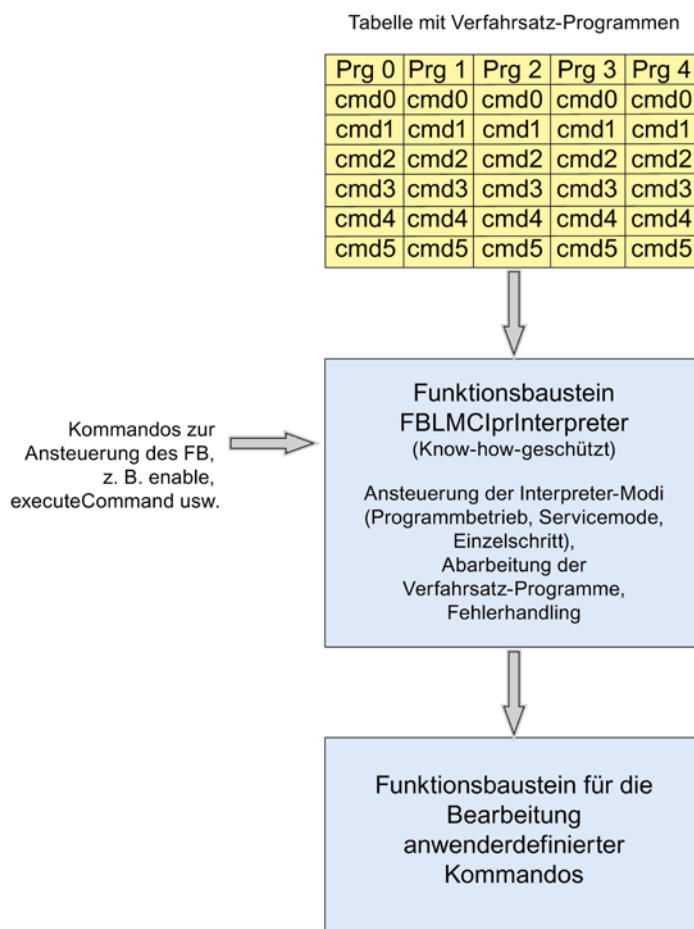 Tabelle mit Verfahrsatz-Programmen
Prg 0 Prg 1 Prg 2 Prg 3 Prg 4
cmd0 cmd0 cmd0 cmd0 cmd0
cmd1 cmd1 cmd1 cmd1 cmd1
cmd2 cmd2 cmd2 cmd2 cmd2
cmd3 cmd3 cmd3 cmd3 cmd3
cmd4 cmd4 cmd4 cmd4 cmd4
cmd5 cmd5 cmd5 cmd5 cmd5
Kommandos zur
Ansteuerung des FB,
z. B. enable,
executeCommand usw.
Funktionsbaustein
FBLMCIprInterpreter
(Know-how-geschützt)
Ansteuerung der Interpreter-Modi
(Programmbetrieb, Servicemode,
Einzelschritt),
Abarbeitung der
Verfahrsatz-Programme,
Fehlerhandling
Funktionsbaustein für die
Bearbeitung
anwenderdefinierter
Kommandos